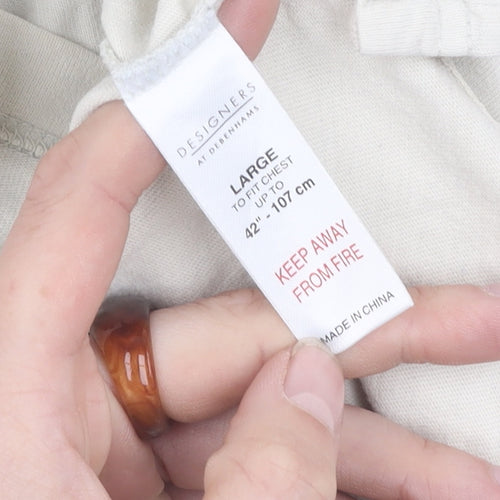 DESIGNERS
AT DEBENHAMS
LARGE
TO FIT CHEST
UP TO
42" - 107 cm
KEEP AWAY
FROM FIRE
MADE IN CHINA